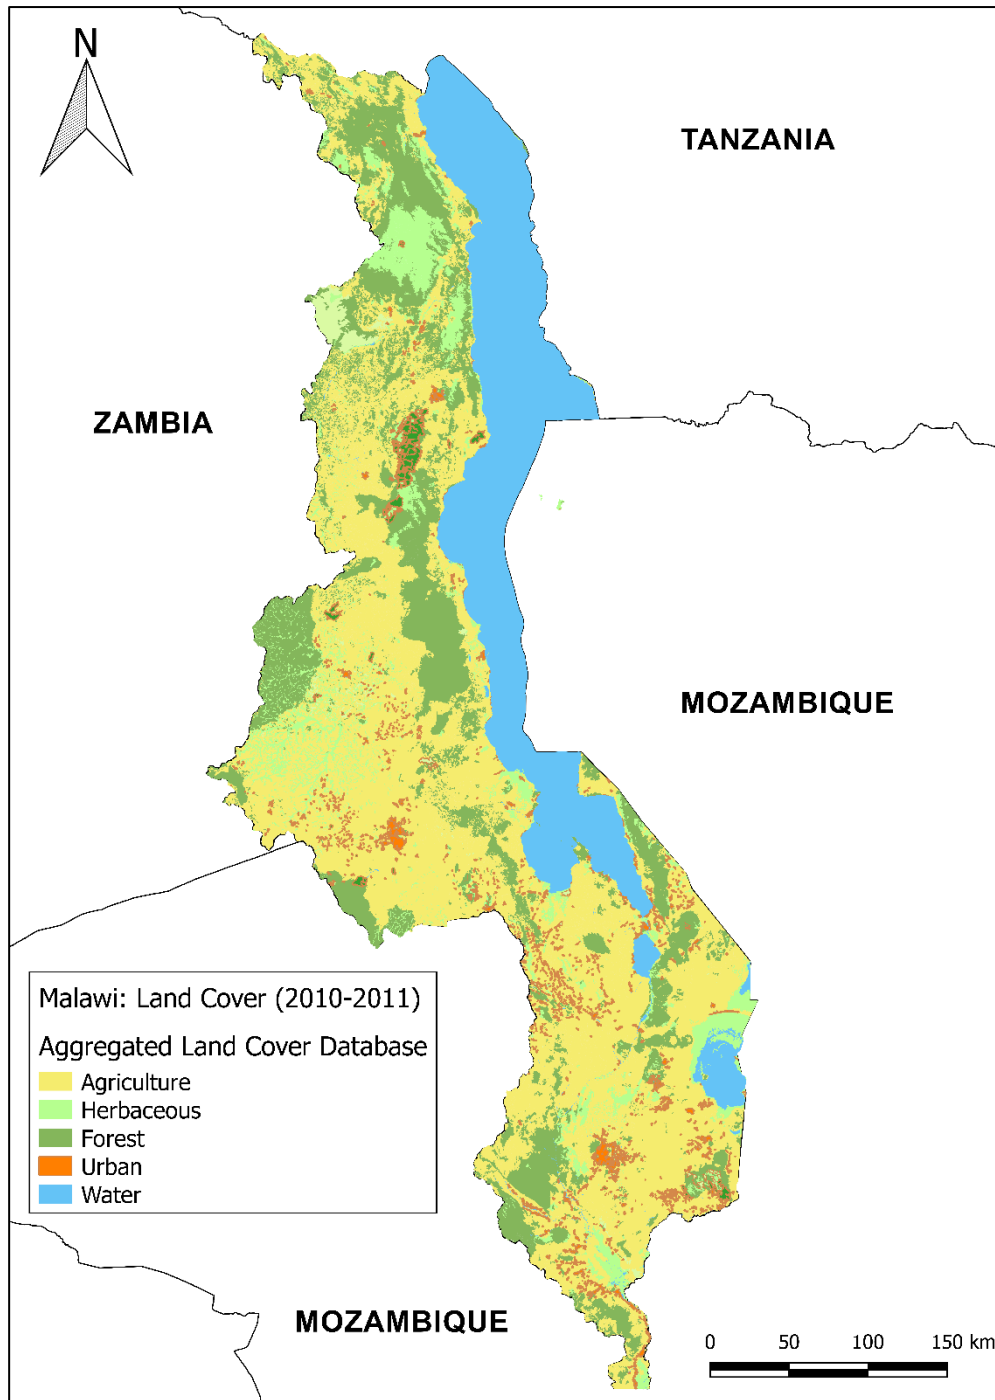 N
TANZANIA
ZAMBIA
MOZAMBIQUE
Malawi: Land Cover (2010-2011)
Aggregated Land Cover Database
Agriculture
Herbaceous
Forest
Urban
Water
MOZAMBIQUE
0 50 100 150 km